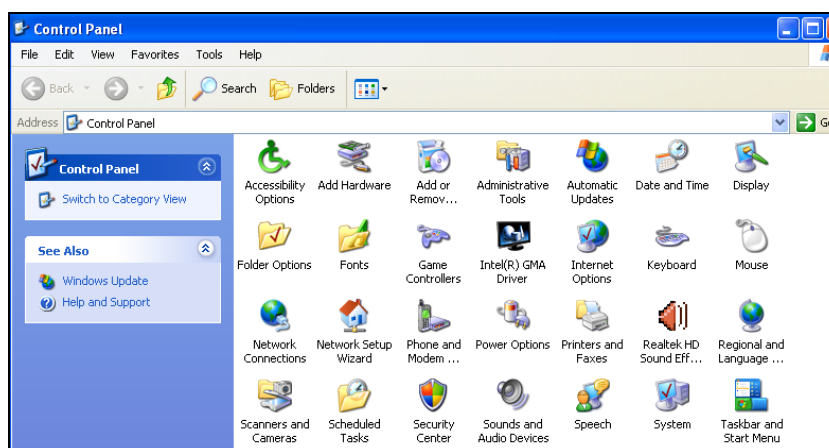 Control Panel
File Edit View Favorites Tools Help
Back Search Folders
Address Control Panel Go
Control Panel
Switch to Category View
See Also
Windows Update
Help and Support
Accessibility Options
Add Hardware
Add or Remov...
Administrative Tools
Automatic Updates
Date and Time
Display
Folder Options
Fonts
Game Controllers
Intel(R) GMA Driver
Internet Options
Keyboard
Mouse
Network Connections
Network Setup Wizard
Phone and Modem ...
Power Options
Printers and Faxes
Realtek HD Sound Eff...
Regional and Language ...
Scanners and Cameras
Scheduled Tasks
Security Center
Sounds and Audio Devices
Speech
System
Taskbar and Start Menu